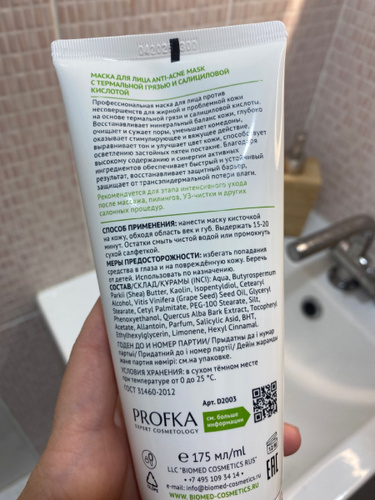 МАСКА ДЛЯ ЛИЦА ANTI-ACNE MASK
С ТЕРМАЛЬНОЙ ГРЯЗЬЮ И САЛИЦИЛОВОЙ
КИСЛОТОЙ
Профессиональная маска для лица против
несовершенств для жирной и проблемной кожи
на основе термальной грязи и салициловой кислоты.
Восстанавливает минеральный баланс кожи, глубоко
очищает и сужает поры, уменьшает комедоны,
оказывает стимулирующее и вяжущее действие,
выравнивает тон и улучшает цвет кожи, способствует
осветлению застойных пятен постакне. Благодаря
высокому содержанию и синергии активных
ингредиентов обеспечивает быстрый и устойчивый
результат, восстанавливает защитный барьер,
защищает от трансэпидермальной потери влаги.
Рекомендуется для этапа интенсивного ухода
после массажа, пилингов, УЗ-чистки и других
салонных процедур.
СПОСОБ ПРИМЕНЕНИЯ: нанести маску кисточкой
на кожу, обходя область век и губ. Выдержать 15-20
минут. Остатки смыть чистой водой или промокнуть
сухой салфеткой.
МЕРЫ ПРЕДОСТОРОЖНОСТИ: избегать попадания
средства в глаза и на повреждённую кожу. Беречь
от детей. Использовать по назначению.
СОСТАВ/СКЛАД/ҚҰРАМЫ (INCI): Aqua, Butyrospermum
Parkii (Shea) Butter, Kaolin, Isopentyldiol, Cetearyl
Alcohol, Vitis Vinifera (Grape Seed) Seed Oil, Glyceryl
Stearate, Cetyl Palmitate, PEG-100 Stearate, Silt,
Phenoxyethanol, Quercus Alba Bark Extract, Tocopheryl
Acetate, Allantoin, Parfum, Salicylic Acid, BHT,
Ethylhexylglycerin, Limonene, Hexyl Cinnamal.
ГОДЕН ДО И НОМЕР ПАРТИИ/ Придатны да і нумар
партыі/ Придатний до і номер партії/ Дейін жарамды
және партия нөмірі: см.на упаковке.
УСЛОВИЯ ХРАНЕНИЯ: в сухом тёмном месте
при температуре от 0 до 25 °C.
ГОСТ 31460-2012
Арт. D2003
PROFKA
EXPERT COSMETOLOGY
см. больше
информации
℮ 175 мл/ml
LLC "BIOMED COSMETICS RUS"
+7 495 109 34 14
e-mail: info@biomed-cosmetics.ru
WWW.BIOMED-COSMETICS.RU
EAC